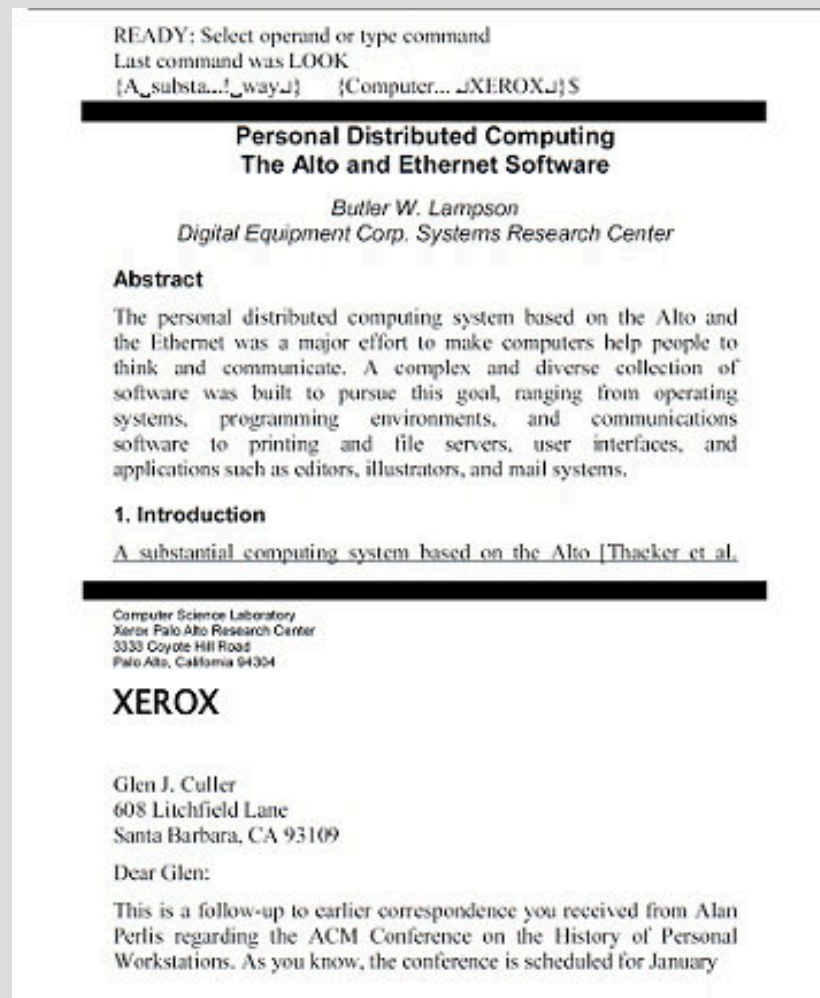 READY: Select operand or type command
Last command was LOOK
{A␣substa...!␣way⏎} {Computer... ⏎XEROX⏎}$
Personal Distributed Computing
The Alto and Ethernet Software
Butler W. Lampson
Digital Equipment Corp. Systems Research Center
Abstract
The personal distributed computing system based on the Alto and
the Ethernet was a major effort to make computers help people to
think and communicate. A complex and diverse collection of
software was built to pursue this goal, ranging from operating
systems, programming environments, and communications
software to printing and file servers, user interfaces, and
applications such as editors, illustrators, and mail systems.
1. Introduction
A substantial computing system based on the Alto [Thacker et al.
Computer Science Laboratory
Xerox Palo Alto Research Center
3333 Coyote Hill Road
Palo Alto, California 94304
XEROX
Glen J. Culler
608 Litchfield Lane
Santa Barbara, CA 93109
Dear Glen:
This is a follow-up to earlier correspondence you received from Alan
Perlis regarding the ACM Conference on the History of Personal
Workstations. As you know, the conference is scheduled for January